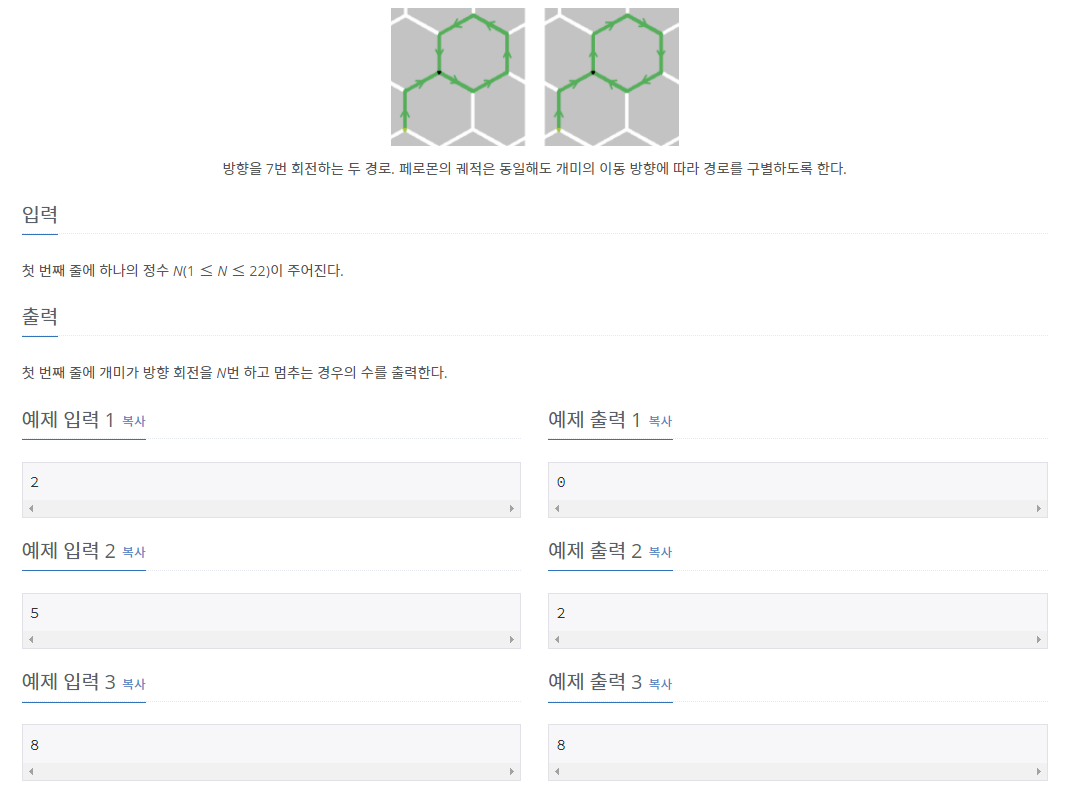 방향을 7번 회전하는 두 경로. 페로몬의 궤적은 동일해도 개미의 이동 방향에 따라 경로를 구별하도록 한다.
입력
첫 번째 줄에 하나의 정수 N(1 ≤ N ≤ 22)이 주어진다.
출력
첫 번째 줄에 개미가 방향 회전을 N번 하고 멈추는 경우의 수를 출력한다.
예제 입력 1 복사
예제 출력 1 복사
2
0
예제 입력 2 복사
예제 출력 2 복사
5
2
예제 입력 3 복사
예제 출력 3 복사
8
8